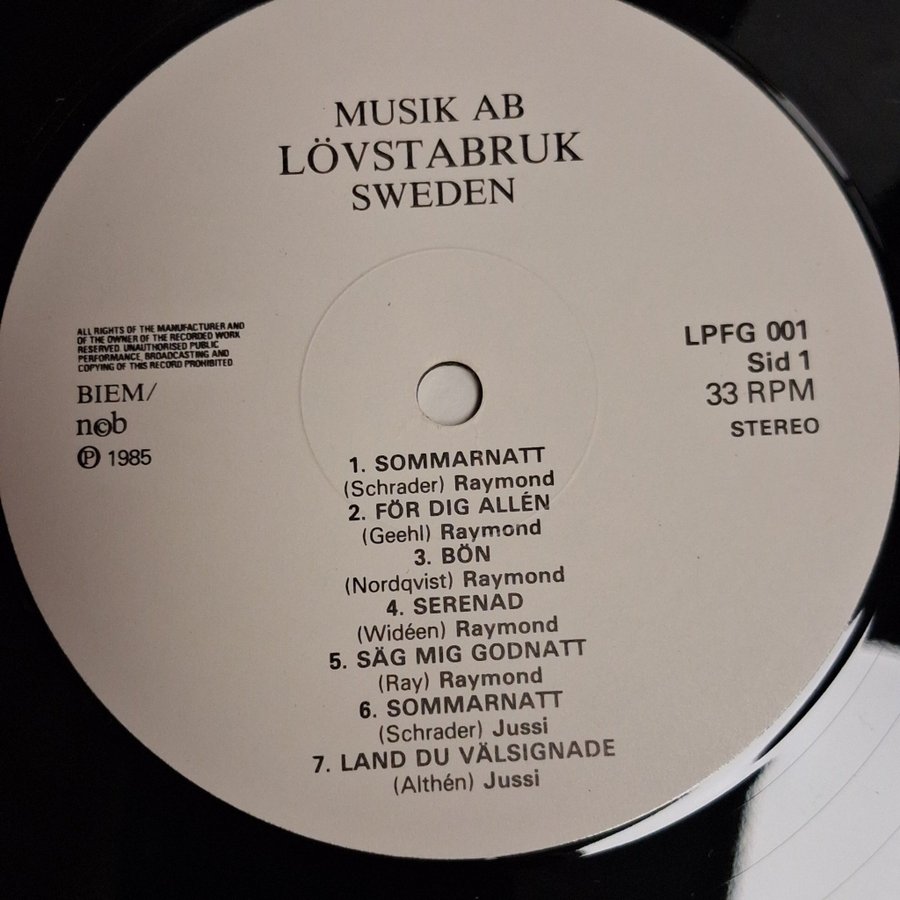 MUSIK AB
LÖVSTABRUK
SWEDEN
ALL RIGHTS OF THE MANUFACTURER AND
OF THE OWNER OF THE RECORDED WORK
RESERVED. UNAUTHORISED PUBLIC
PERFORMANCE, BROADCASTING AND
COPYING OF THIS RECORD PROHIBITED.
BIEM/
n©b
℗ 1985
LPFG 001
Sid 1
33 RPM
STEREO
1. SOMMARNATT
(Schrader) Raymond
2. FÖR DIG ALLÉN
(Geehl) Raymond
3. BÖN
(Nordqvist) Raymond
4. SERENAD
(Widéen) Raymond
5. SÄG MIG GODNATT
(Ray) Raymond
6. SOMMARNATT
(Schrader) Jussi
7. LAND DU VÄLSIGNADE
(Althén) Jussi